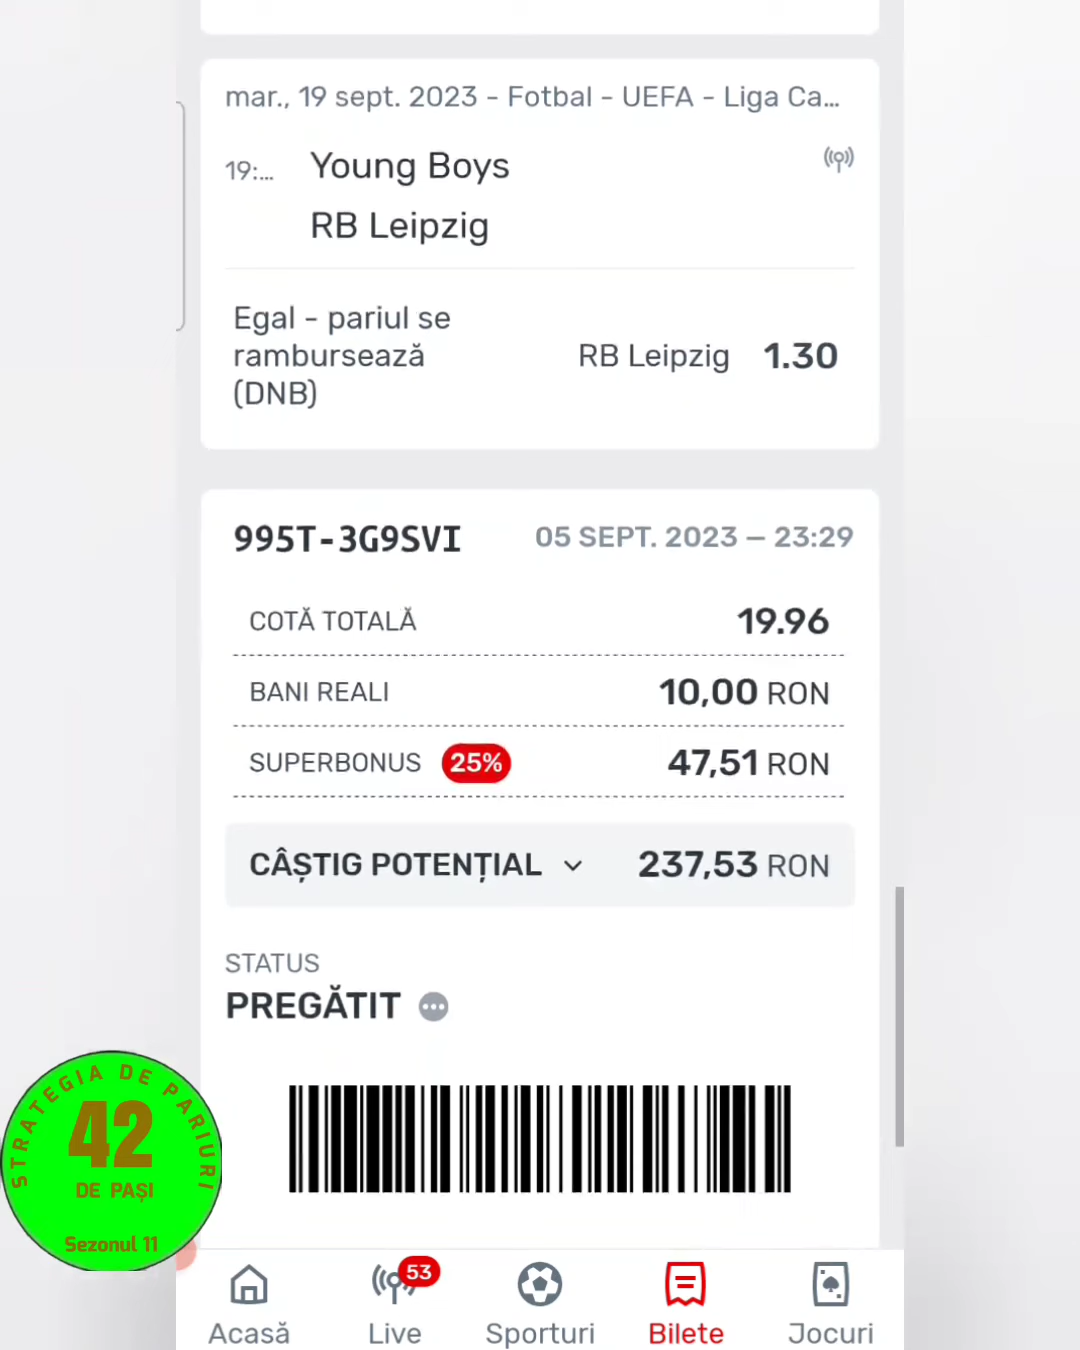 mar., 19 sept. 2023 - Fotbal - UEFA - Liga Ca...
19:... Young Boys
RB Leipzig
Egal - pariul se
rambursează
(DNB)
RB Leipzig 1.30
995T-3G9SVI 05 SEPT. 2023 — 23:29
COTĂ TOTALĂ 19.96
BANI REALI 10,00 RON
SUPERBONUS 25% 47,51 RON
CÂȘTIG POTENȚIAL 237,53 RON
STATUS
PREGĂTIT
STRATEGIA DE PARIURI
42
DE PAȘI
Sezonul 11
53
Acasă Live Sporturi Bilete Jocuri